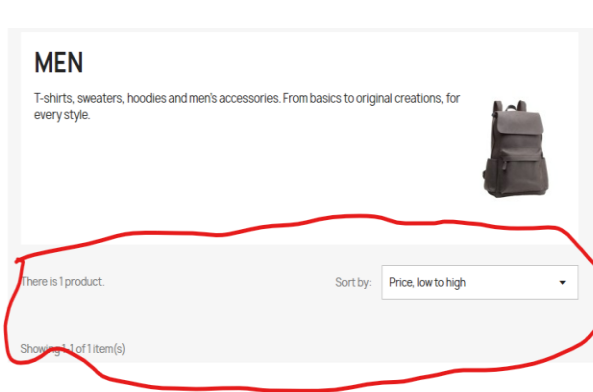 MEN
T-shirts, sweaters, hoodies and men's accessories. From basics to original creations, for
every style.
There is 1 product.
Sort by: Price, low to high
Showing 1-1 of 1 item(s)